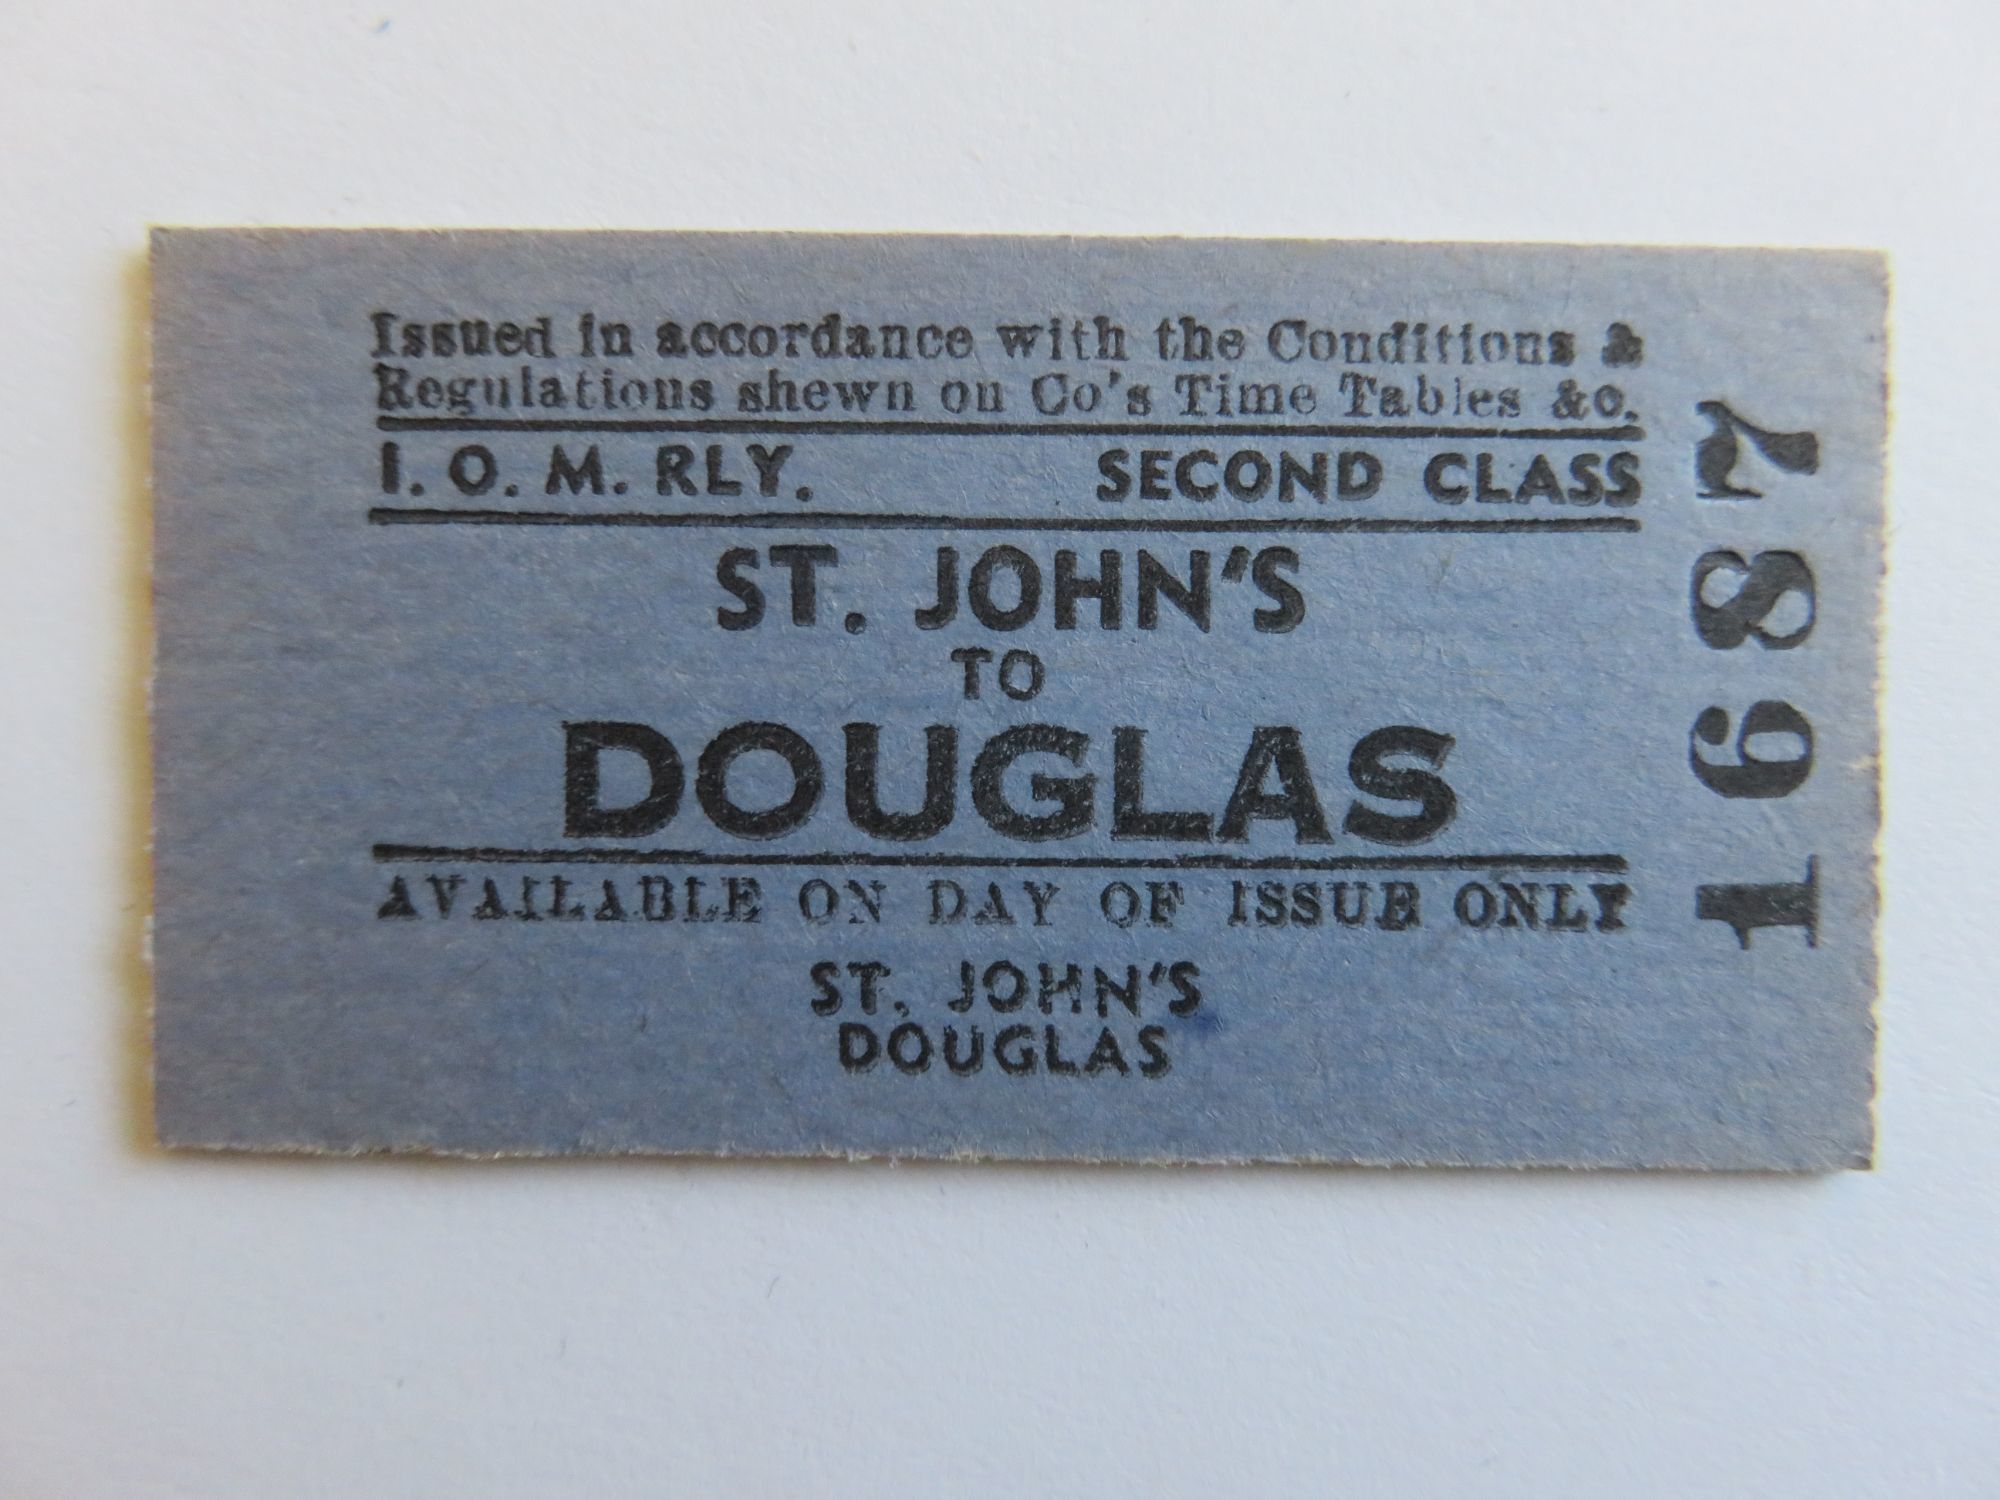 Issued in accordance with the Conditions &
Regulations shewn on Co's Time Tables &c.
I. O. M. RLY. SECOND CLASS
ST. JOHN'S
TO
DOUGLAS
AVAILABLE ON DAY OF ISSUE ONLY
ST. JOHN'S
DOUGLAS
1687